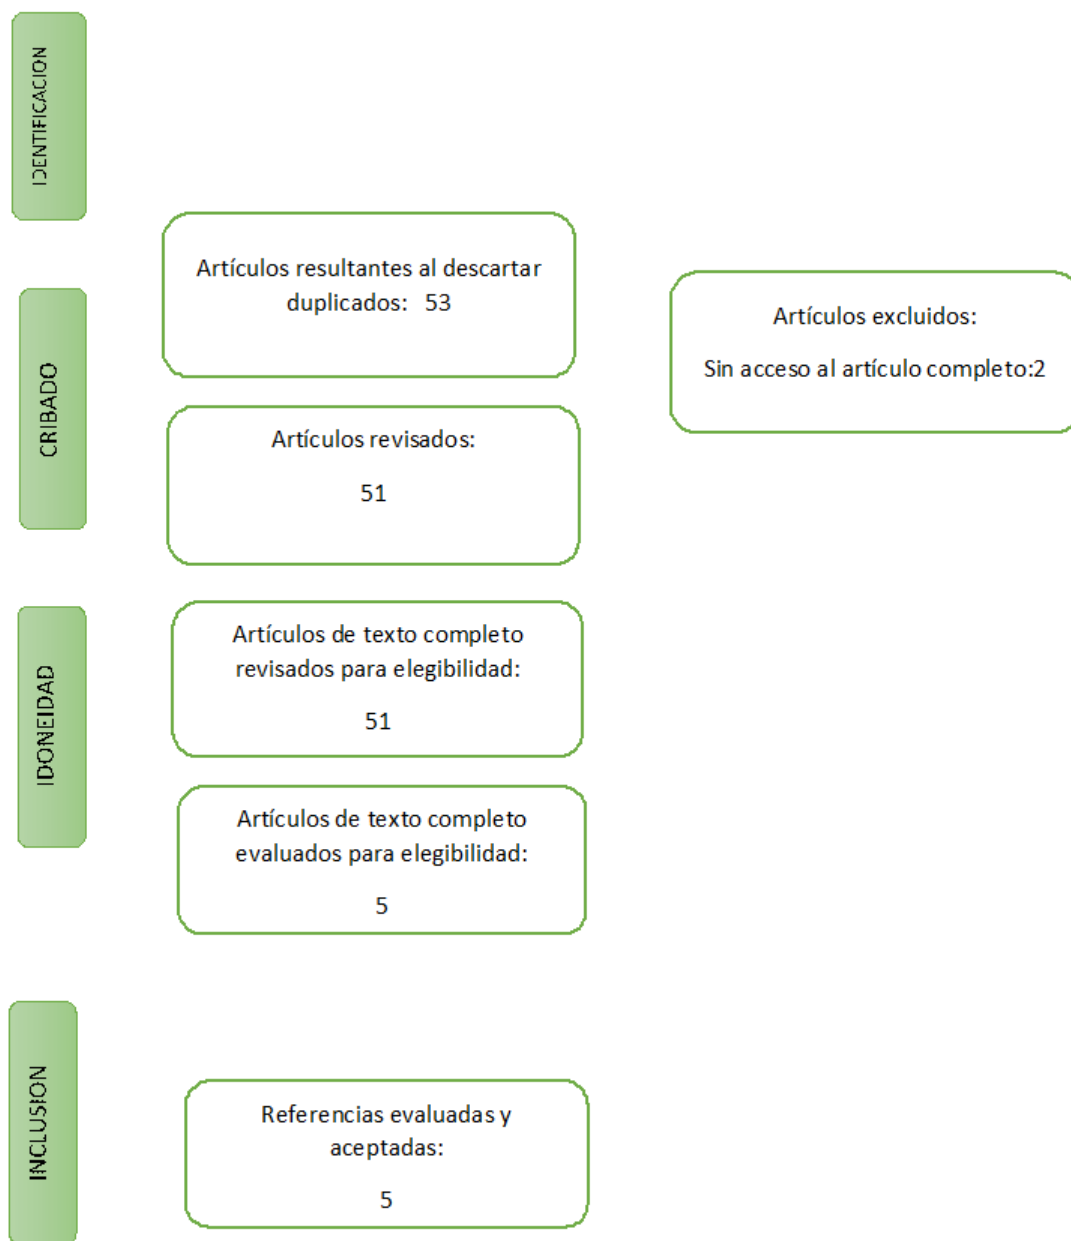 IDENTIFICACION
Artículos resultantes al descartar
duplicados: 53
Artículos excluidos:
Sin acceso al artículo completo:2
CRIBADO
Artículos revisados:
51
IDONEIDAD
Artículos de texto completo
revisados para elegibilidad:
51
Artículos de texto completo
evaluados para elegibilidad:
5
INCLUSION
Referencias evaluadas y
aceptadas:
5